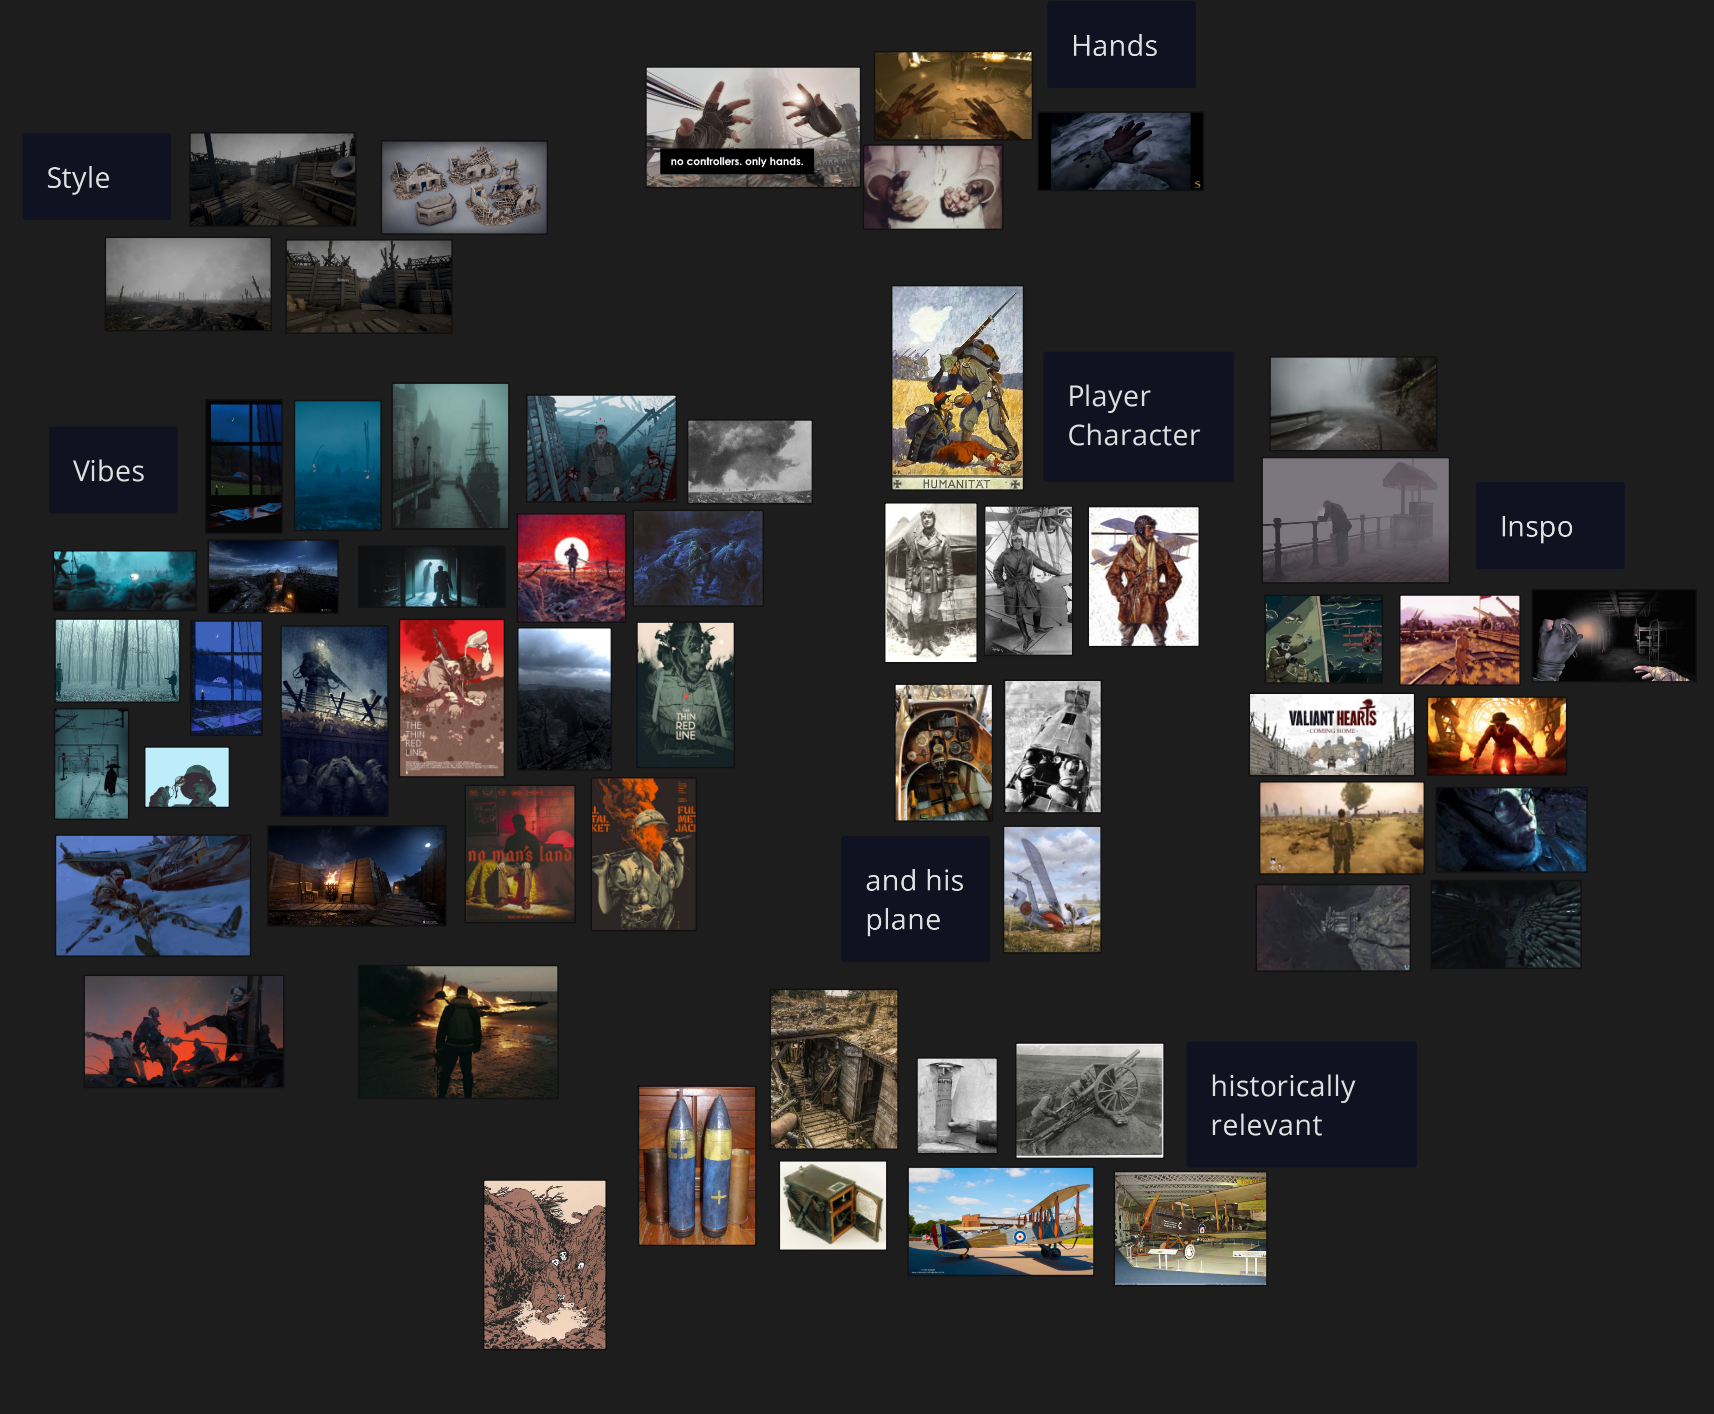 Hands
no controllers. only hands.
S
Style
HUMANITÄT
Player
Character
Vibes
Inspo
THE
THIN
RED
LINE
THIN
RED
LINE
VALIANT HEARTS
COMING HOME
no man's land
FULL
METAL
JACKET
and his
plane
historically
relevant